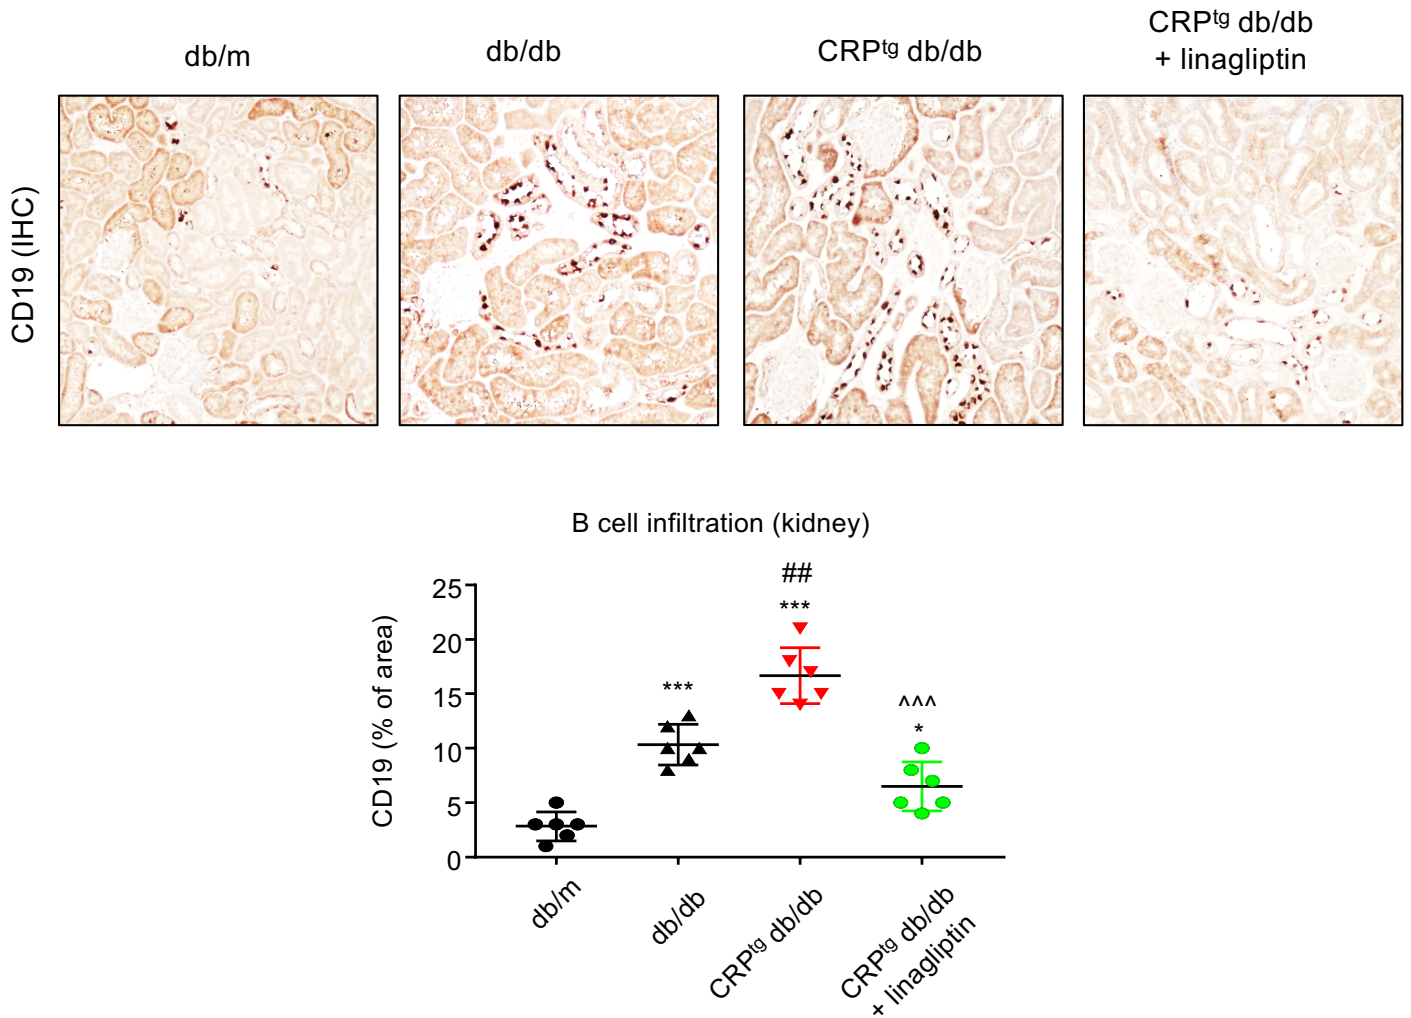 db/m
db/db
CRPtg db/db
CRPtg db/db
+ linagliptin
CD19 (IHC)
B cell infiltration (kidney)
CD19 (% of area)
25
20
15
10
5
0
***
##
***
^^^
*
db/m
db/db
CRPtg db/db
CRPtg db/db
+ linagliptin